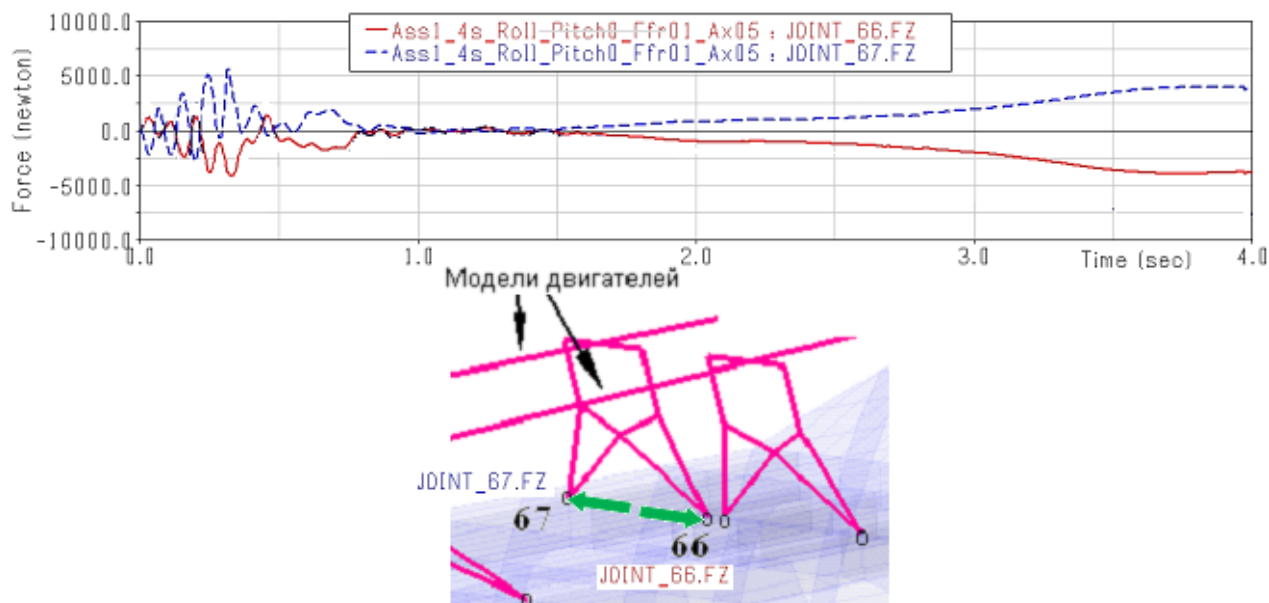 Ass1_4s_Roll_Pitch0_Ffr01_Ax05 : JOINT_66.FZ
Ass1_4s_Roll_Pitch0_Ffr01_Ax05 : JOINT_67.FZ
10000.0
5000.0
0.0
-5000.0
-10000.0
Force (newton)
0.0
1.0
2.0
3.0
Time (sec)
4.0
Модели двигателей
JOINT_67.FZ
67
66
JOINT_66.FZ